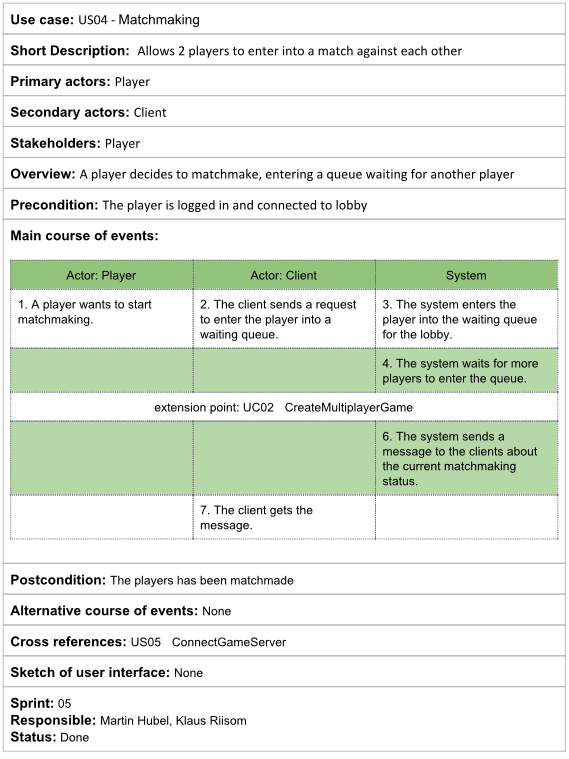 Use case: US04 - Matchmaking
Short Description: Allows 2 players to enter into a match against each other
Primary actors: Player
Secondary actors: Client
Stakeholders: Player
Overview: A player decides to matchmake, entering a queue waiting for another player
Precondition: The player is logged in and connected to lobby
Main course of events:
Actor: Player
Actor: Client
System
1. A player wants to start
matchmaking.
2. The client sends a request
to enter the player into a
waiting queue.
3. The system enters the
player into the waiting queue
for the lobby.
4. The system waits for more
players to enter the queue.
extension point: UC02 CreateMultiplayerGame
6. The system sends a
message to the clients about
the current matchmaking
status.
7. The client gets the
message.
Postcondition: The players has been matchmade
Alternative course of events: None
Cross references: US05 ConnectGameServer
Sketch of user interface: None
Sprint: 05
Responsible: Martin Hubel, Klaus Riisom
Status: Done